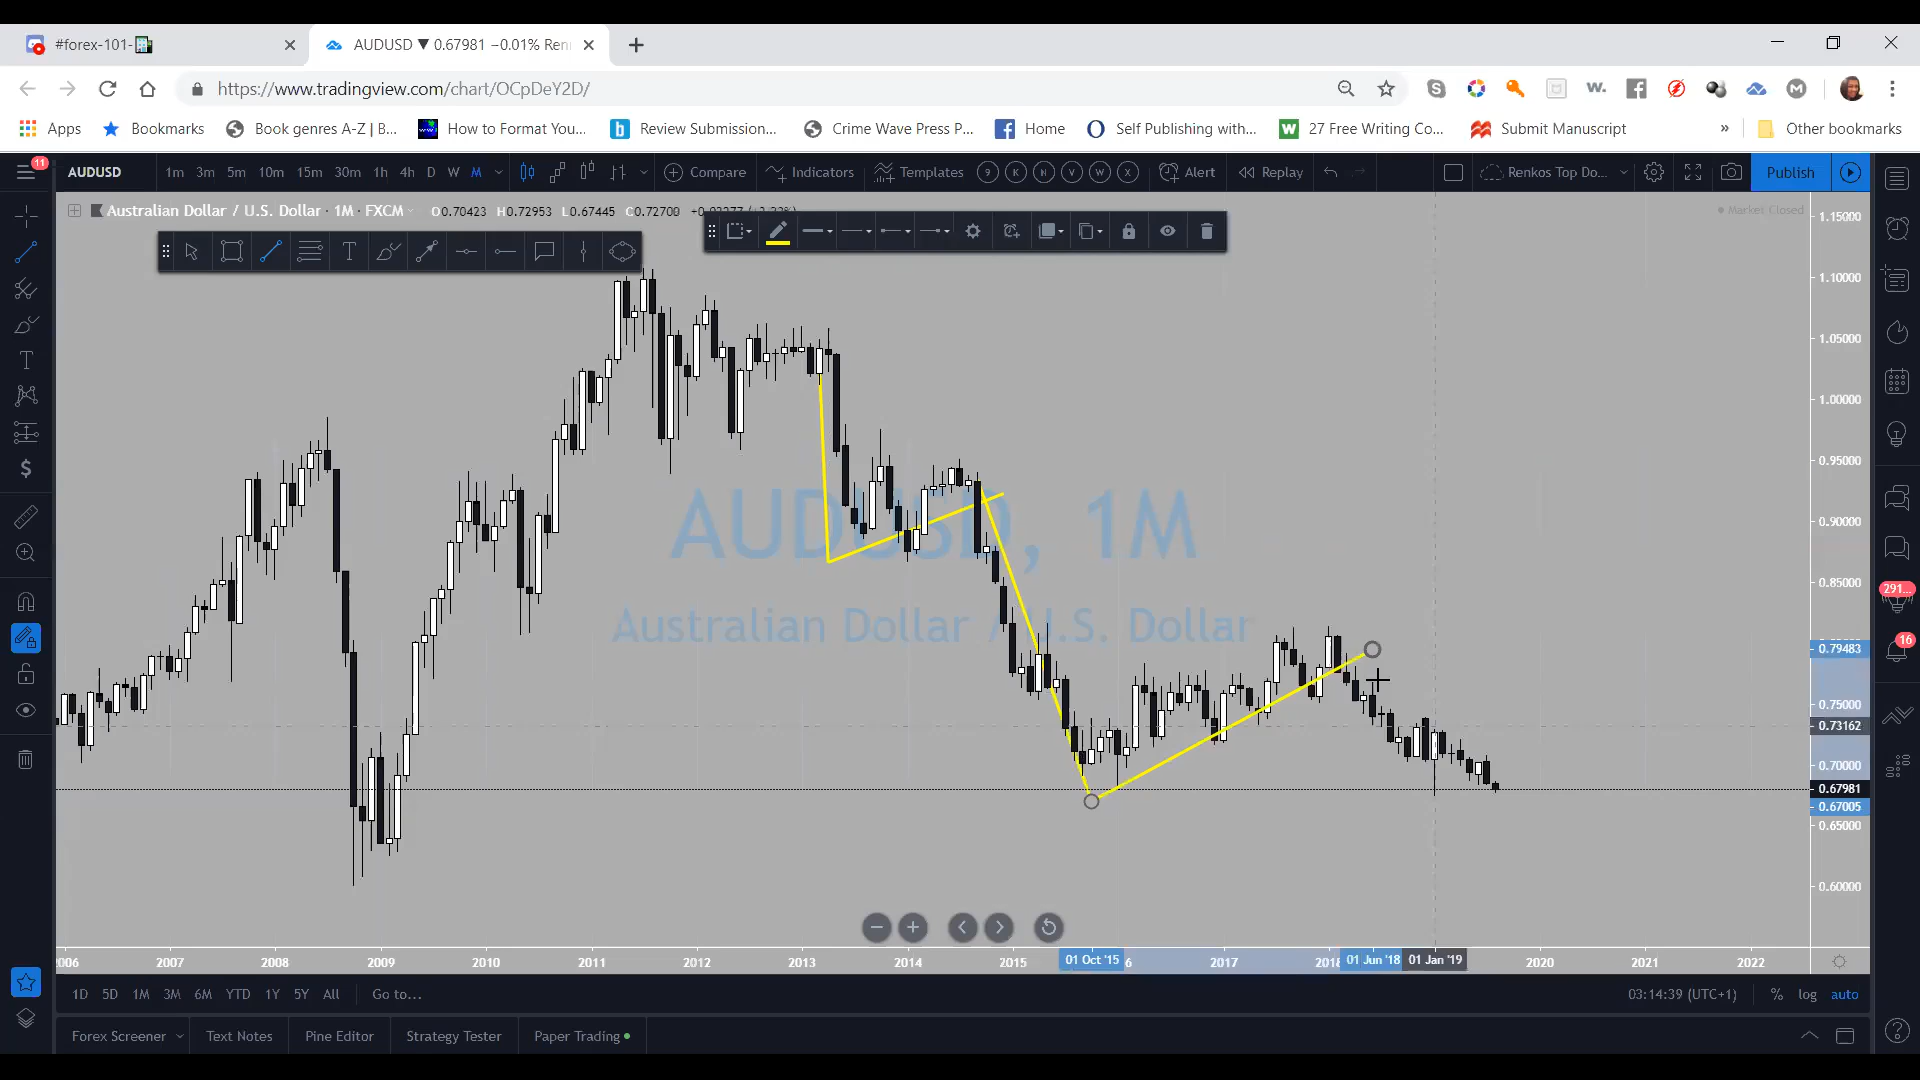 #forex-101-
AUDUSD ▼ 0.67981 −0.01% Ren
https://www.tradingview.com/chart/OCpDeY2D/
Apps Bookmarks Book genres A-Z | B... How to Format You... Review Submission... Crime Wave Press P... Home Self Publishing with... 27 Free Writing Co... Submit Manuscript » Other bookmarks
11 AUDUSD 1m 3m 5m 10m 15m 30m 1h 4h D W M Compare Indicators Templates 9 K N V W X Alert Replay Renkos Top Do... Publish
Australian Dollar / U.S. Dollar · 1M · FXCM O0.70423 H0.72953 L0.67445 C0.72700
Market Closed
1.15000
1.10000
1.05000
1.00000
0.95000
0.90000
0.85000
0.79483
0.75000
0.73162
0.70000
0.67981
0.67005
0.65000
0.60000
291...
16
AUDUSD, 1M
Australian Dollar / U.S. Dollar
2006 2007 2008 2009 2010 2011 2012 2013 2014 2015 01 Oct '15 6 2017 2018 01 Jun '18 01 Jan '19 2020 2021 2022
1D 5D 1M 3M 6M YTD 1Y 5Y All Go to... 03:14:39 (UTC+1) % log auto
Forex Screener Text Notes Pine Editor Strategy Tester Paper Trading